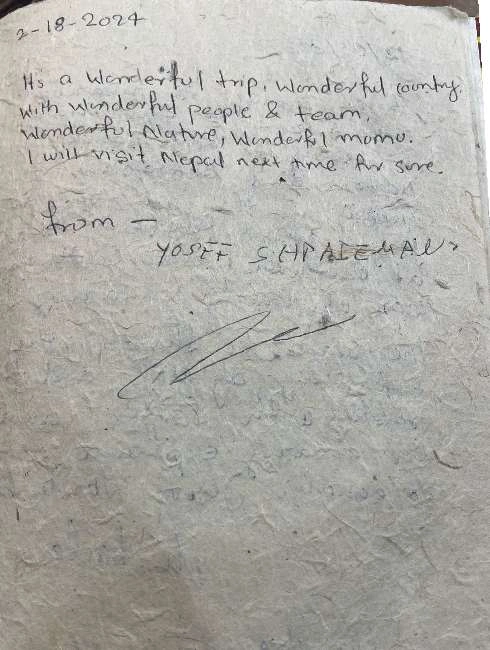 2-18-2024
It's a Wonderful trip, Wonderful country,
with Wonderful people & team,
Wonderful Nature, Wonderful momo.
I will visit Nepal next time for sure.
from —
YOSEF